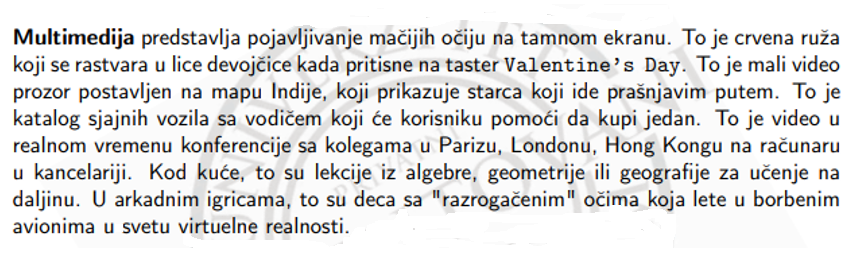 Multimedija predstavlja pojavljivanje mačijih očiju na tamnom ekranu. To je crvena ruža
koji se rastvara u lice devojčice kada pritisne na taster Valentine's Day. To je mali video
prozor postavljen na mapu Indije, koji prikazuje starca koji ide prašnjavim putem. To je
katalog sjajnih vozila sa vodičem koji će korisniku pomoći da kupi jedan. To je video u
realnom vremenu konferencije sa kolegama u Parizu, Londonu, Hong Kongu na računaru
u kancelariji. Kod kuće, to su lekcije iz algebre, geometrije ili geografije za učenje na
daljinu. U arkadnim igricama, to su deca sa "razrogačenim" očima koja lete u borbenim
avionima u svetu virtuelne realnosti.